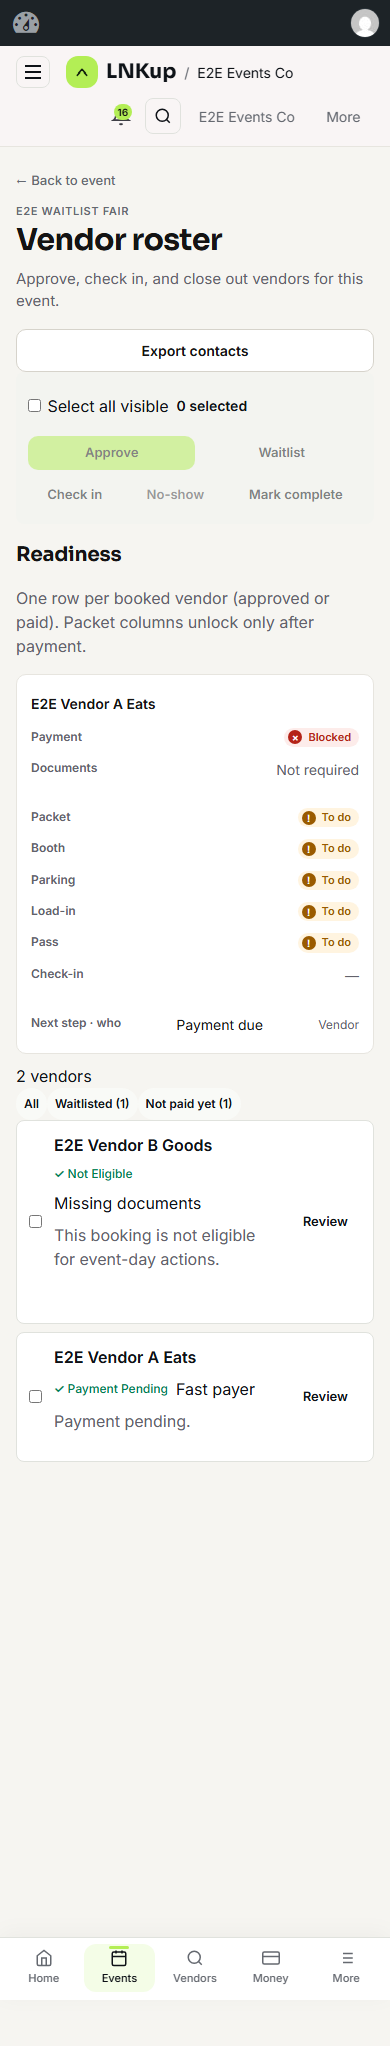 LNKup / E2E Events Co
16
E2E Events Co More
← Back to event
E2E WAITLIST FAIR
Vendor roster
Approve, check in, and close out vendors for this
event.
Export contacts
Select all visible 0 selected
Approve Waitlist
Check in No-show Mark complete
Readiness
One row per booked vendor (approved or
paid). Packet columns unlock only after
payment.
E2E Vendor A Eats
Payment × Blocked
Documents Not required
Packet ! To do
Booth ! To do
Parking ! To do
Load-in ! To do
Pass ! To do
Check-in —
Next step · who Payment due Vendor
2 vendors
All Waitlisted (1) Not paid yet (1)
E2E Vendor B Goods
✓ Not Eligible
Missing documents
Review
This booking is not eligible
for event-day actions.
E2E Vendor A Eats
✓ Payment Pending Fast payer
Review
Payment pending.
Home Events Vendors Money More